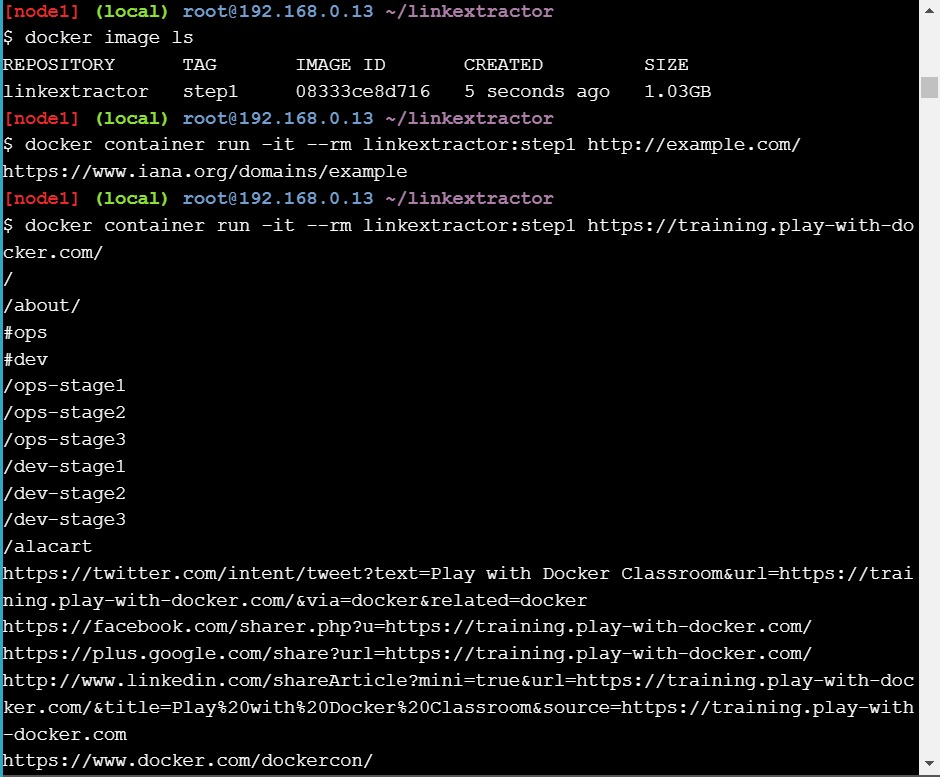 [node1] (local) root@192.168.0.13 ~/linkextractor
$ docker image ls
REPOSITORY TAG IMAGE ID CREATED SIZE
linkextractor step1 08333ce8d716 5 seconds ago 1.03GB
[node1] (local) root@192.168.0.13 ~/linkextractor
$ docker container run -it --rm linkextractor:step1 http://example.com/
https://www.iana.org/domains/example
[node1] (local) root@192.168.0.13 ~/linkextractor
$ docker container run -it --rm linkextractor:step1 https://training.play-with-do
cker.com/
/
/about/
#ops
#dev
/ops-stage1
/ops-stage2
/ops-stage3
/dev-stage1
/dev-stage2
/dev-stage3
/alacart
https://twitter.com/intent/tweet?text=Play with Docker Classroom&url=https://trai
ning.play-with-docker.com/&via=docker&related=docker
https://facebook.com/sharer.php?u=https://training.play-with-docker.com/
https://plus.google.com/share?url=https://training.play-with-docker.com/
http://www.linkedin.com/shareArticle?mini=true&url=https://training.play-with-doc
ker.com/&title=Play%20with%20Docker%20Classroom&source=https://training.play-with
-docker.com
https://www.docker.com/dockercon/